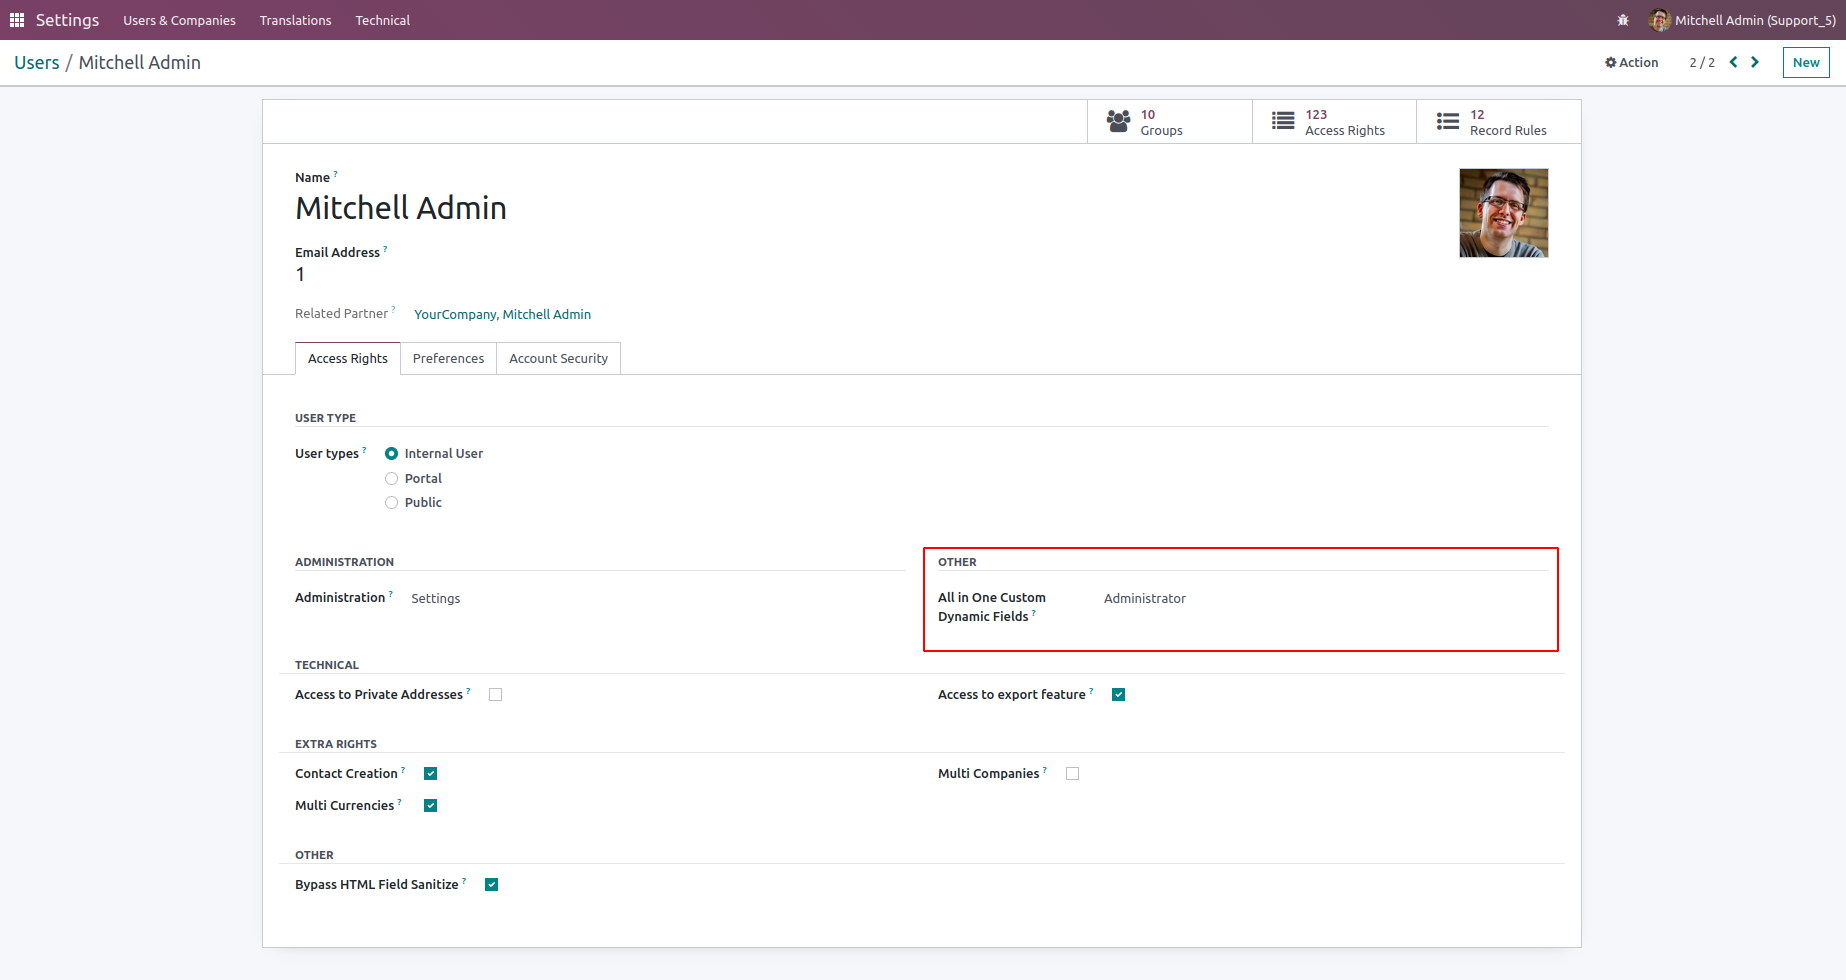 Settings Users & Companies Translations Technical Mitchell Admin (Support_5)
Users / Mitchell Admin Action 2 / 2 New
10 123 12
Groups Access Rights Record Rules
Name ?
Mitchell Admin
Email Address ?
1
Related Partner ? YourCompany, Mitchell Admin
Access Rights Preferences Account Security
USER TYPE
User types ? Internal User
Portal
Public
ADMINISTRATION OTHER
Administration ? Settings All in One Custom Administrator
Dynamic Fields ?
TECHNICAL
Access to Private Addresses ? Access to export feature ?
EXTRA RIGHTS
Contact Creation ? Multi Companies ?
Multi Currencies ?
OTHER
Bypass HTML Field Sanitize ?